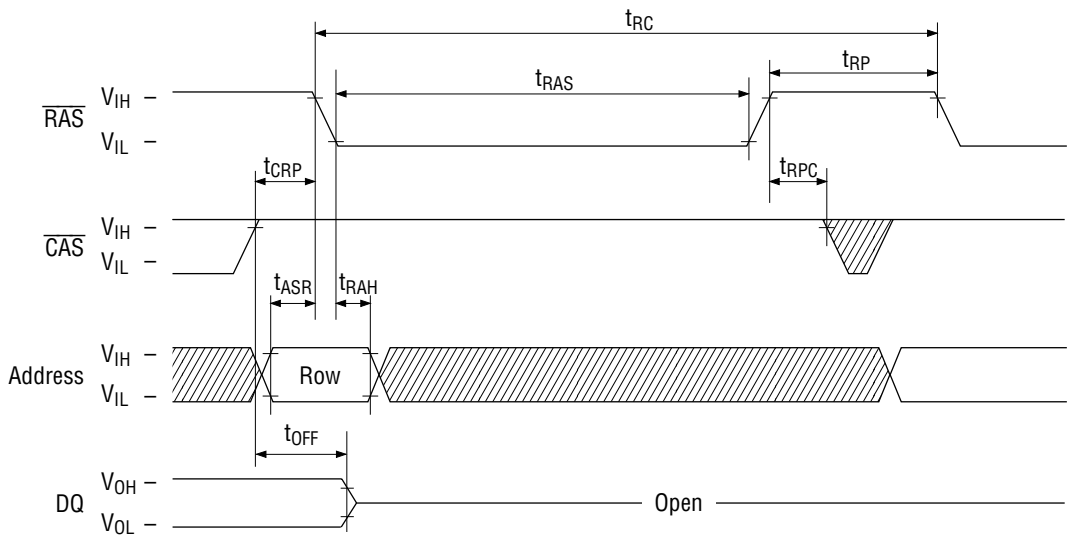 tRC
tRP
tRAS
RAS
VIH
VIL
tCRP
tRPC
CAS
VIH
VIL
tASR
tRAH
Address
VIH
VIL
Row
tOFF
DQ
VOH
VOL
Open